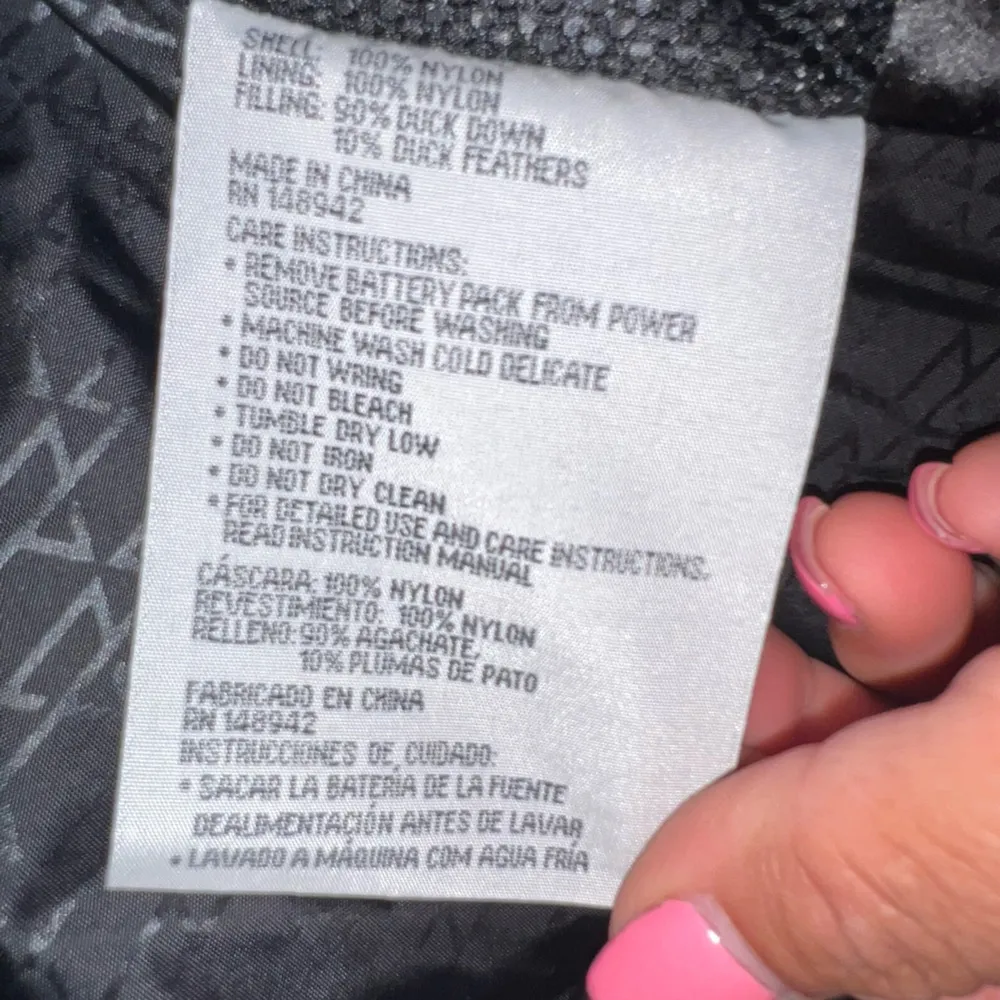 SHELL: 100% NYLON
LINING: 100% NYLON
FILLING: 90% DUCK DOWN
10% DUCK FEATHERS
MADE IN CHINA
RN 148942
CARE INSTRUCTIONS:
• REMOVE BATTERY PACK FROM POWER
SOURCE BEFORE WASHING
• MACHINE WASH COLD DELICATE
• DO NOT WRING
• DO NOT BLEACH
• TUMBLE DRY LOW
• DO NOT IRON
• DO NOT DRY CLEAN
• FOR DETAILED USE AND CARE INSTRUCTIONS.
READ INSTRUCTION MANUAL
CÁSCARA: 100% NYLON
REVESTIMIENTO: 100% NYLON
RELLENO:90% AGACHATE,
10% PLUMAS DE PATO
FABRICADO EN CHINA
RN 148942
INSTRUCCIONES DE CUIDADO:
• SACAR LA BATERÍA DE LA FUENTE
DEALIMENTACIÓN ANTES DE LAVAR
• LAVADO A MÁQUINA COM AGUA FRÍA